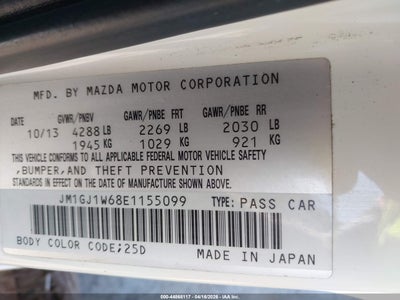 MFD. BY MAZDA MOTOR CORPORATION
GVWR/PNBV GAWR/PNBE FRT GAWR/PNBE RR
10/13 4288 LB 2269 LB 2030 LB
1945 KG 1029 KG 921 KG
THIS VEHICLE CONFORMS TO ALL APPLICABLE FEDERAL MOTOR VEHICLE SAFETY
,BUMPER,AND THEFT PREVENTION
STANDARDS IN EFFECT ON THE DATE OF MANUFACTURE SHOWN ABOVE.
JM1GJ1W68E1155099 TYPE: PASS CAR
BODY COLOR CODE;25D MADE IN JAPAN
000-44668117 - 04/18/2026 - IAA, Inc.